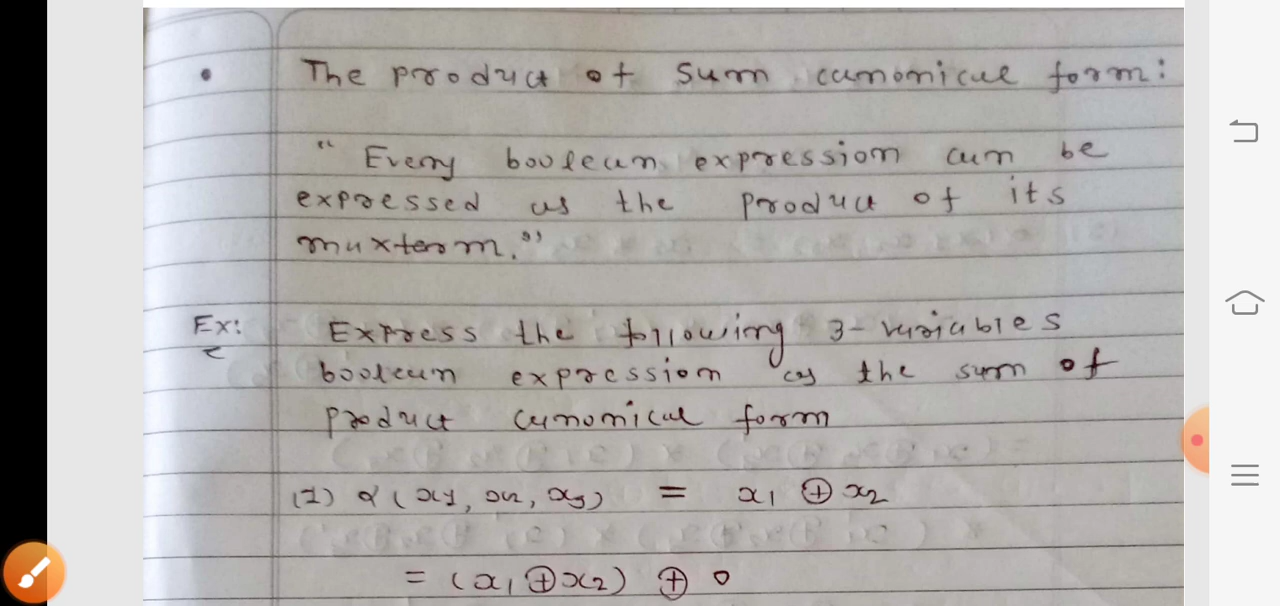 • The product of sum canonical form:
" Every boolean expression can be
expressed as the product of its
maxterm."
Ex: Express the following 3-variables
boolean expression as the sum of
product canonical form
(1) α (x1, x2, x3) = x1 ⊕ x2
= (x1 ⊕ x2) ⊕ 0